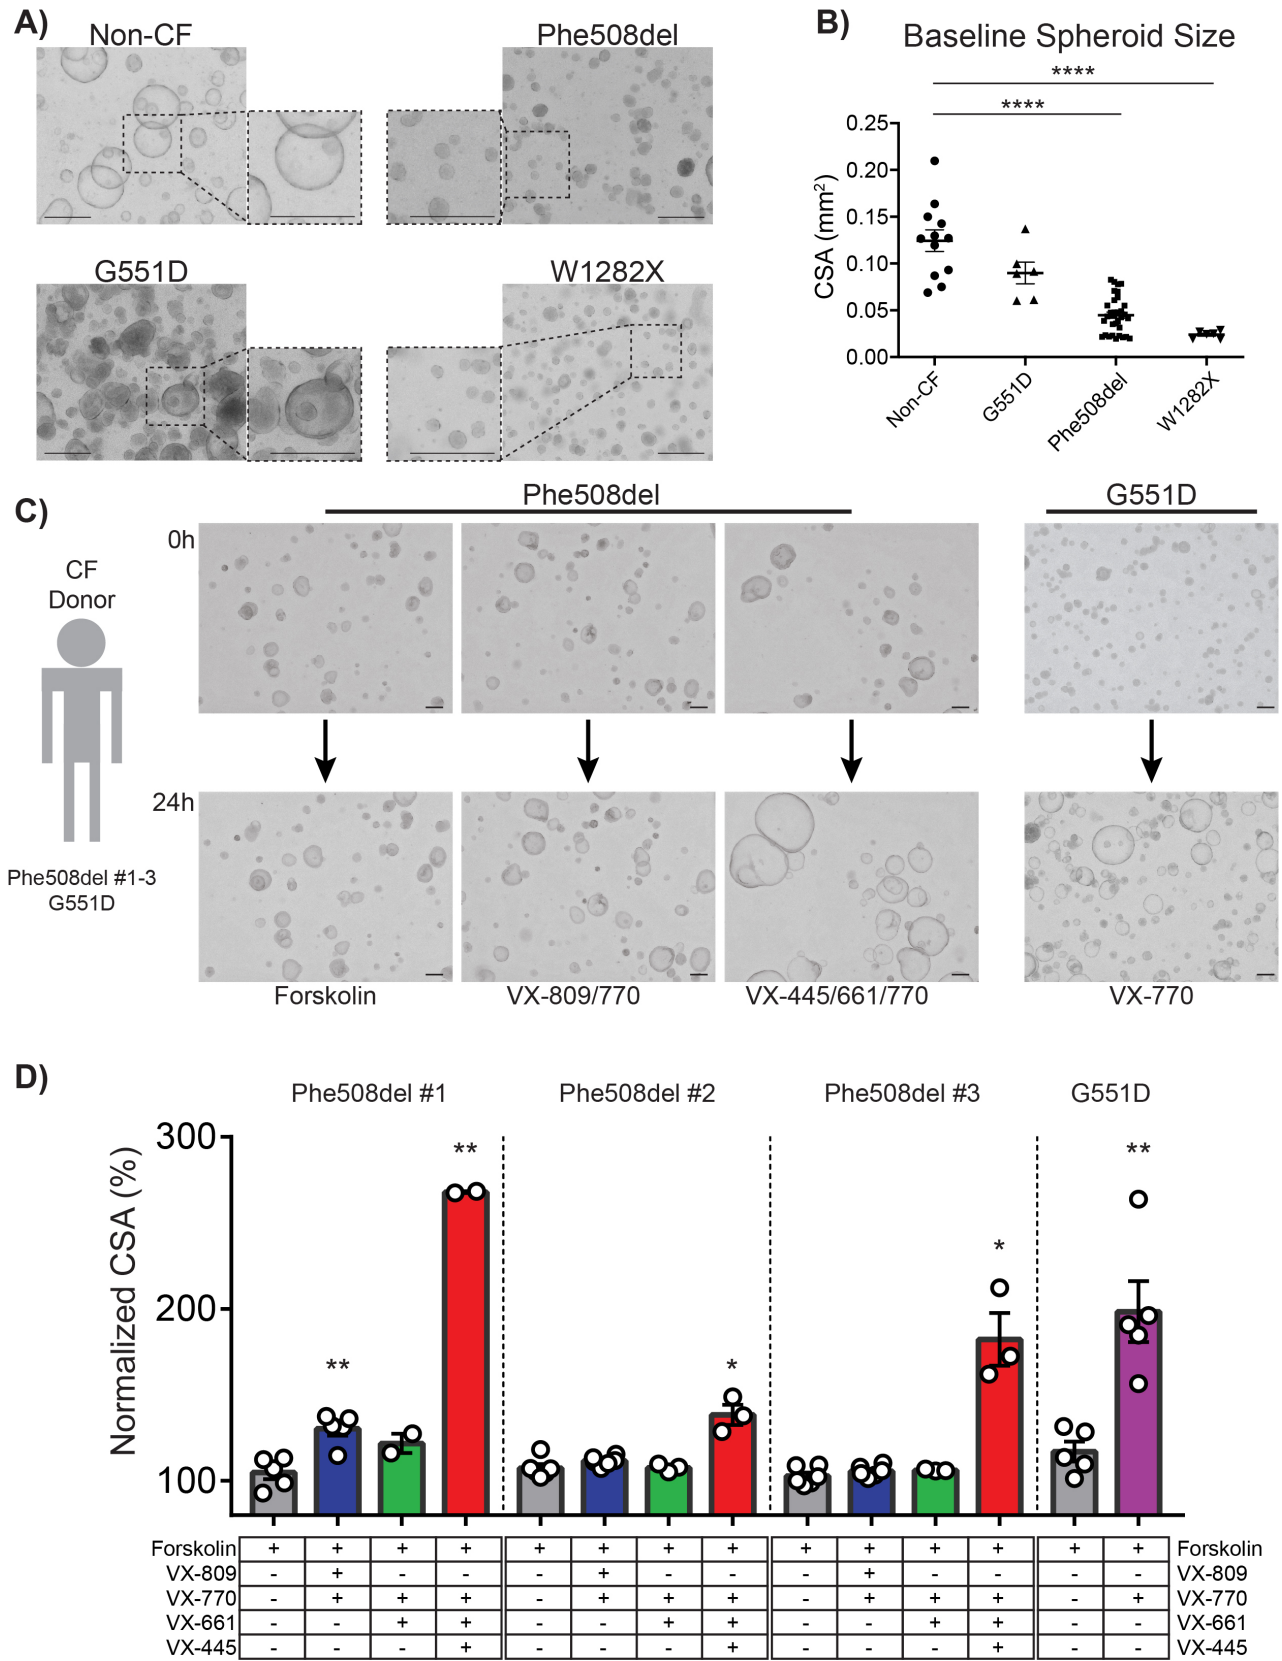 A)
Non-CF
Phe508del
G551D
W1282X
B)
Baseline Spheroid Size
****
****
CSA (mm²)
0.25
0.20
0.15
0.10
0.05
0.00
Non-CF
G551D
Phe508del
W1282X
C)
Phe508del
G551D
CF
Donor
Phe508del #1-3
G551D
0h
24h
Forskolin
VX-809/770
VX-445/661/770
VX-770
D)
Phe508del #1
Phe508del #2
Phe508del #3
G551D
Normalized CSA (%)
300
200
100
**
**
*
*
**
Forskolin + + + + + + + + + + + + + + Forskolin
VX-809 - + - - - + - - - + - - - - VX-809
VX-770 - + + + - + + + - + + + - + VX-770
VX-661 - - + + - - + + - - + + - - VX-661
VX-445 - - - + - - - + - - - + - - VX-445